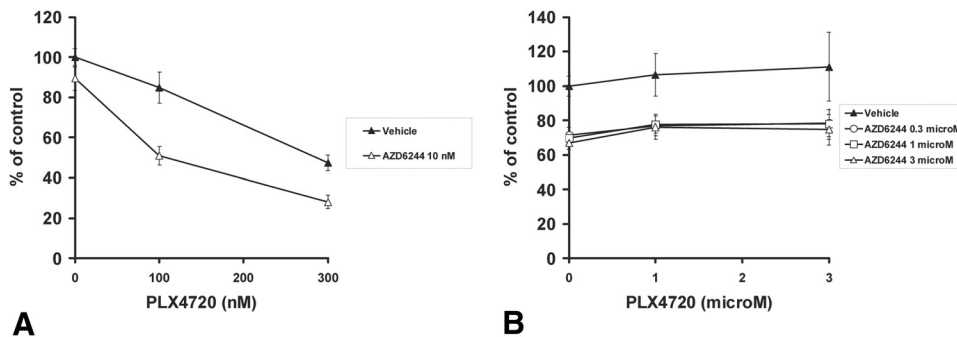 120
100
80
60
40
20
0
% of control
0
100
200
300
PLX4720 (nM)
Vehicle
AZD6244 10 nM
A
140
120
100
80
60
40
20
0
% of control
0
1
2
3
PLX4720 (microM)
Vehicle
AZD6244 0.3 microM
AZD6244 1 microM
AZD6244 3 microM
B